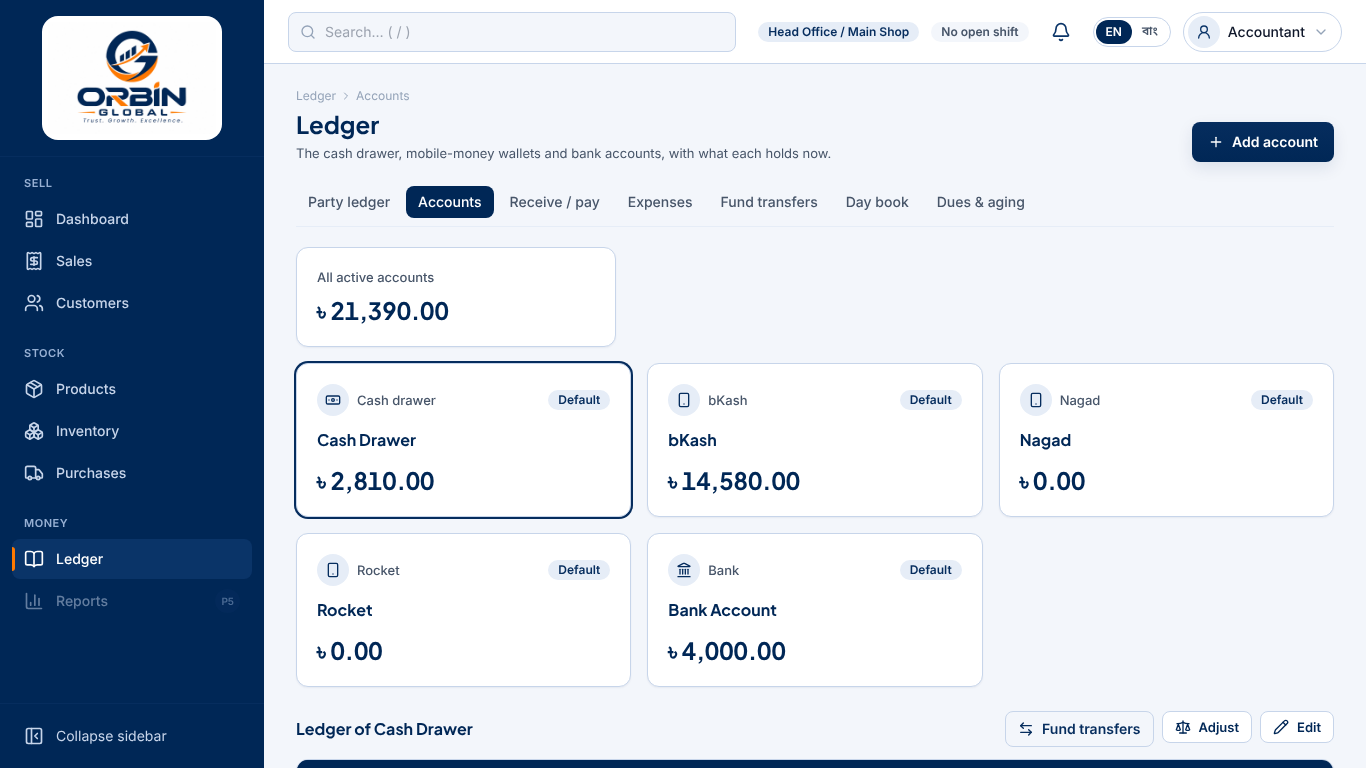 ORBIN
GLOBAL
Trust. Growth. Excellence.
SELL
Dashboard
Sales
Customers
STOCK
Products
Inventory
Purchases
MONEY
Ledger
Reports P5
Collapse sidebar
Search... ( / )
Head Office / Main Shop
No open shift
EN
বাং
Accountant
Ledger > Accounts
Ledger
The cash drawer, mobile-money wallets and bank accounts, with what each holds now.
+ Add account
Party ledger Accounts Receive / pay Expenses Fund transfers Day book Dues & aging
All active accounts
৳ 21,390.00
Cash drawer Default
Cash Drawer
৳ 2,810.00
bKash Default
bKash
৳ 14,580.00
Nagad Default
Nagad
৳ 0.00
Rocket Default
Rocket
৳ 0.00
Bank Default
Bank Account
৳ 4,000.00
Ledger of Cash Drawer
Fund transfers
Adjust
Edit